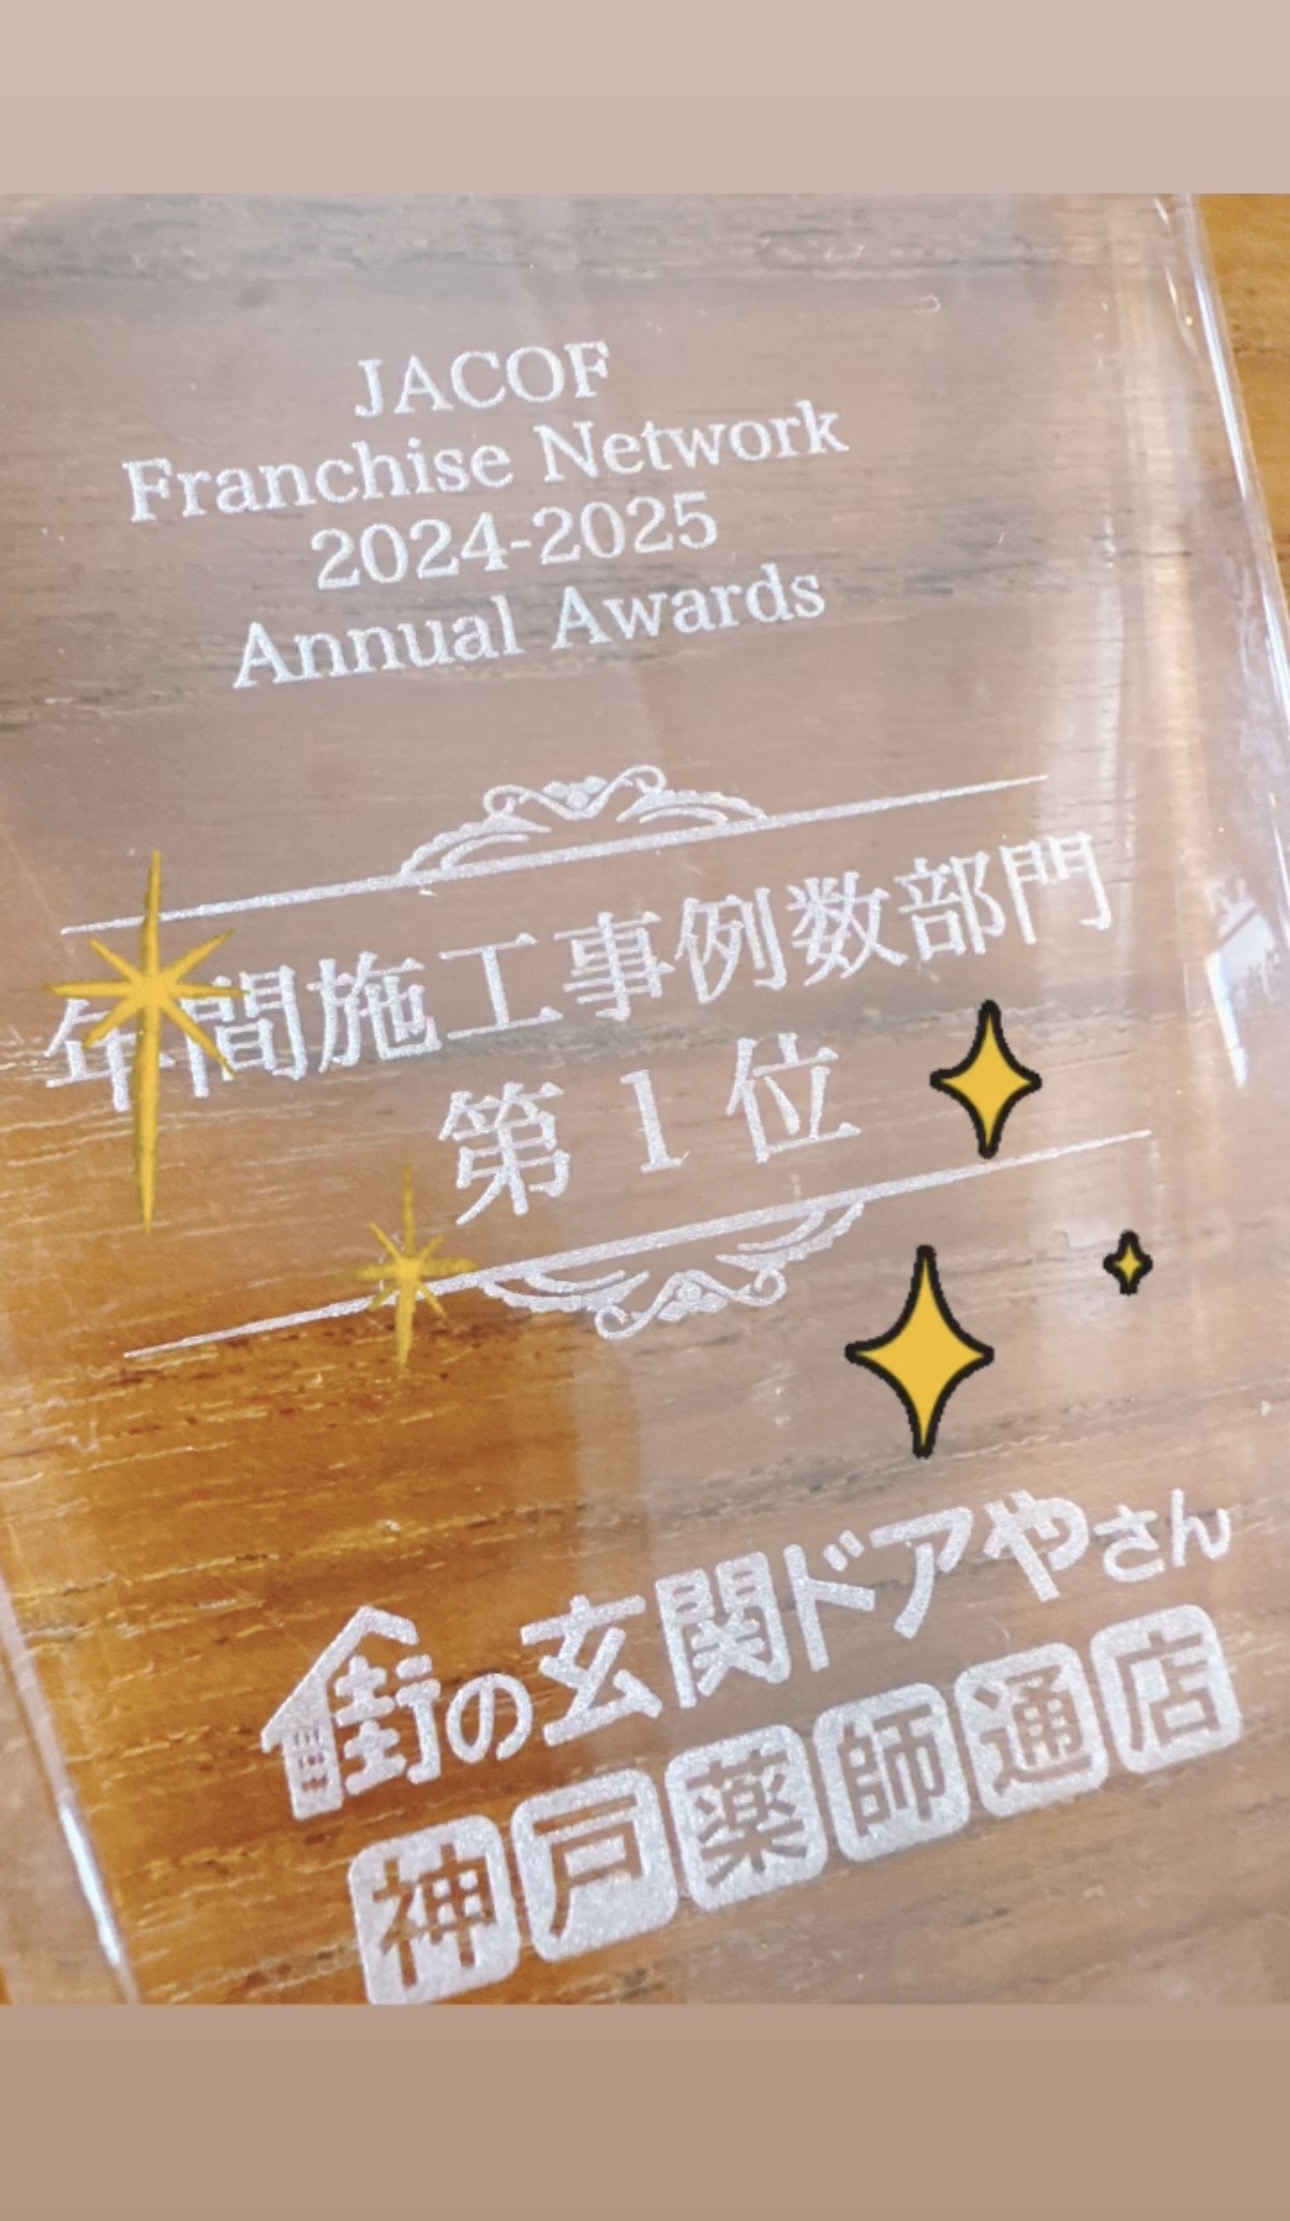 JACOF
Franchise Network
2024-2025
Annual Awards
年間施工事例数部門
第1位
街の玄関ドアやさん
神戸薬師通店